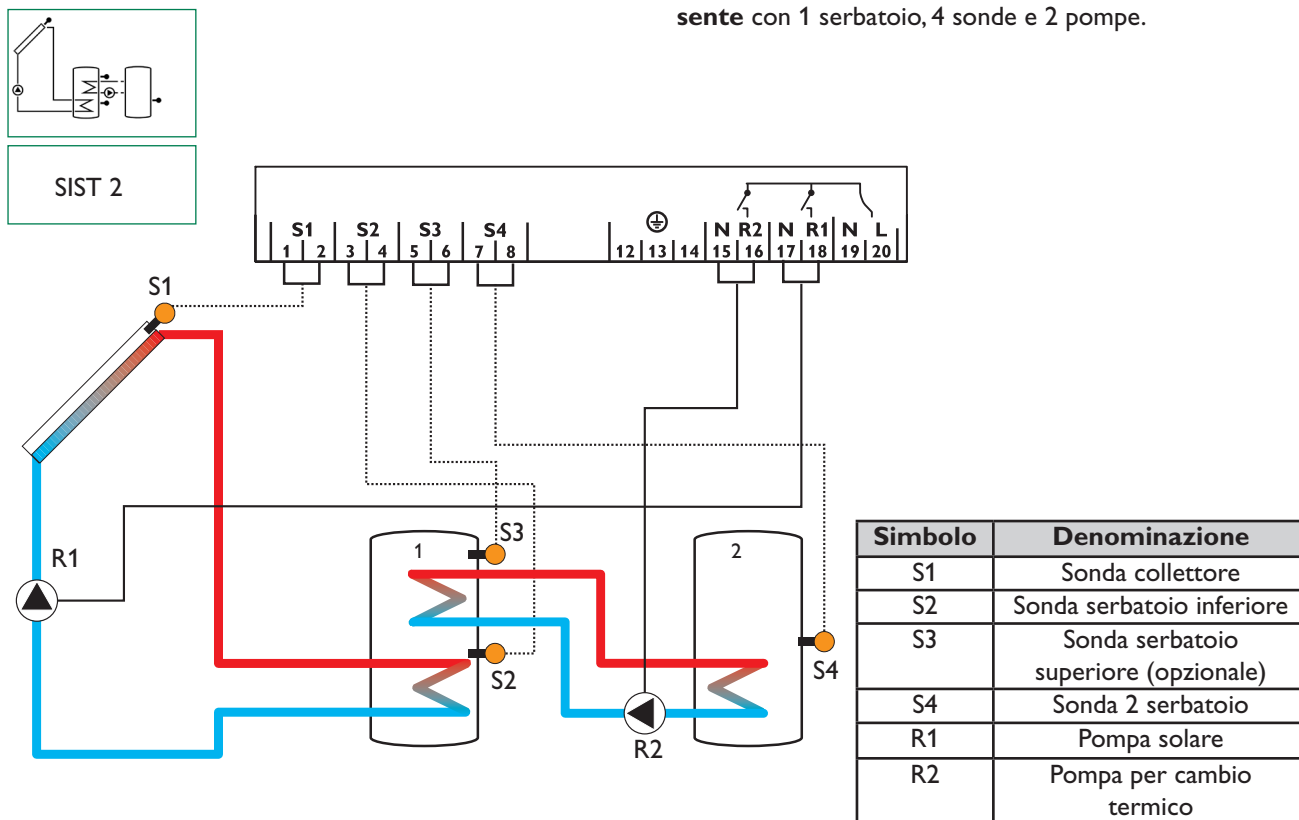 sente con 1 serbatoio, 4 sonde e 2 pompe.
SIST 2
S1 S2 S3 S4 N R2 N R1 N L
1 2 3 4 5 6 7 8 12 13 14 15 16 17 18 19 20
S1
R1
1
S3
S2
R2
2
S4
Simbolo Denominazione
S1 Sonda collettore
S2 Sonda serbatoio inferiore
S3 Sonda serbatoio
superiore (opzionale)
S4 Sonda 2 serbatoio
R1 Pompa solare
R2 Pompa per cambio
termico